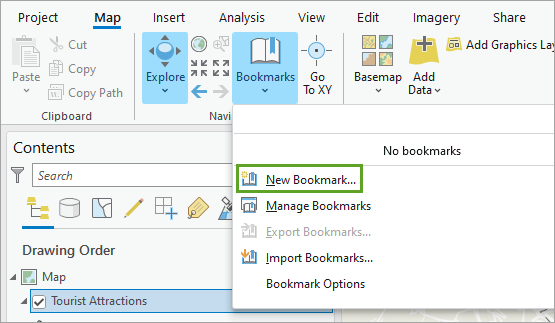 Project Map Insert Analysis View Edit Imagery Share
Paste
Cut
Copy
Copy Path
Clipboard
Explore
Bookmarks
Go
To XY
Navi
Basemap
Add
Data
Add Graphics Lay
No bookmarks
New Bookmark...
Manage Bookmarks
Export Bookmarks...
Import Bookmarks...
Bookmark Options
Contents
Search
Drawing Order
Map
Tourist Attractions